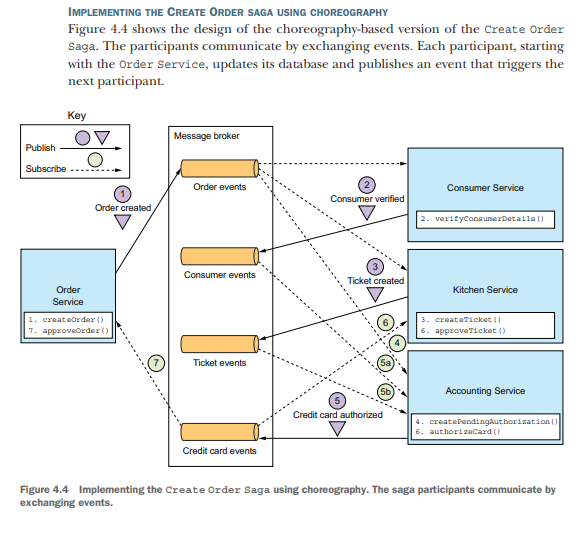 IMPLEMENTING THE CREATE ORDER SAGA USING CHOREOGRAPHY
Figure 4.4 shows the design of the choreography-based version of the Create Order
Saga. The participants communicate by exchanging events. Each participant, starting
with the Order Service, updates its database and publishes an event that triggers the
next participant.
Key
Publish
Subscribe
Message broker
Order events
Consumer events
Ticket events
Credit card events
1
Order created
2
Consumer verified
3
Ticket created
6
4
5a
5b
5
Credit card authorized
7
Order
Service
1. createOrder()
7. approveOrder()
Consumer Service
2. verifyConsumerDetails()
Kitchen Service
3. createTicket()
6. approveTicket()
Accounting Service
4. createPendingAuthorization()
6. authorizeCard()
Figure 4.4 Implementing the Create Order Saga using choreography. The saga participants communicate by
exchanging events.